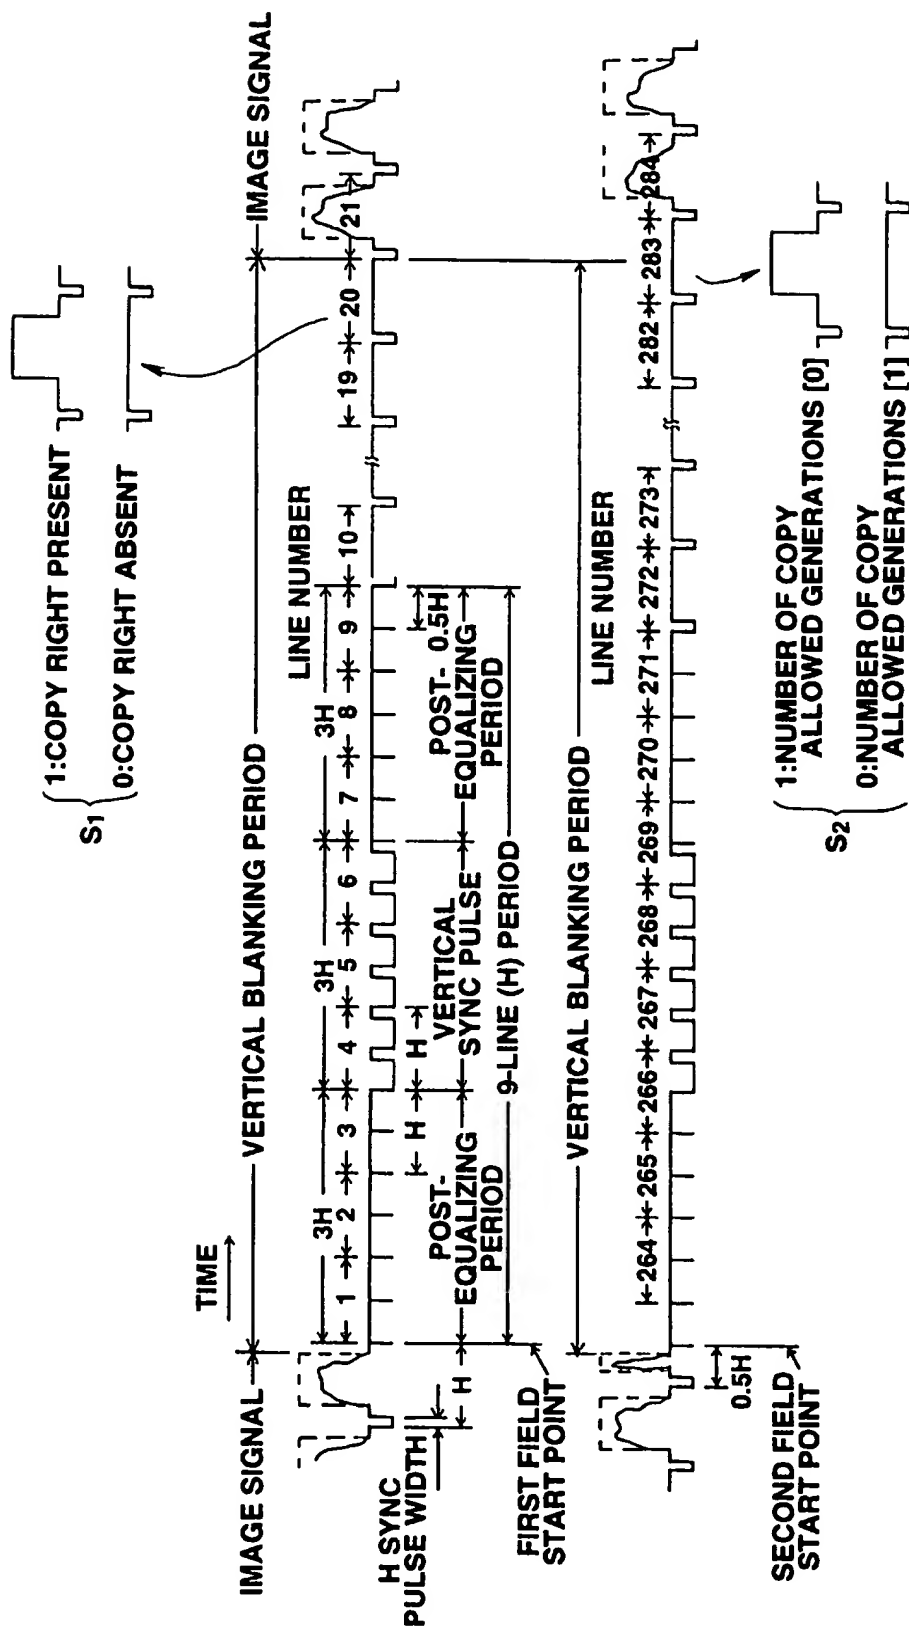 1:COPY RIGHT PRESENT
S1
0:COPY RIGHT ABSENT
TIME
IMAGE SIGNAL
VERTICAL BLANKING PERIOD
IMAGE SIGNAL
LINE NUMBER
3H
3H
3H
1
2
3
4
5
6
7
8
9
10
19
20
21
H SYNC
PULSE WIDTH
H
H
H
0.5H
POST-
EQUALIZING
PERIOD
VERTICAL
SYNC PULSE
POST-
EQUALIZING
PERIOD
9-LINE (H) PERIOD
FIRST FIELD
START POINT
VERTICAL BLANKING PERIOD
LINE NUMBER
264
265
266
267
268
269
270
271
272
273
282
283
284
0.5H
SECOND FIELD
START POINT
S2
1:NUMBER OF COPY
ALLOWED GENERATIONS [0]
0:NUMBER OF COPY
ALLOWED GENERATIONS [1]